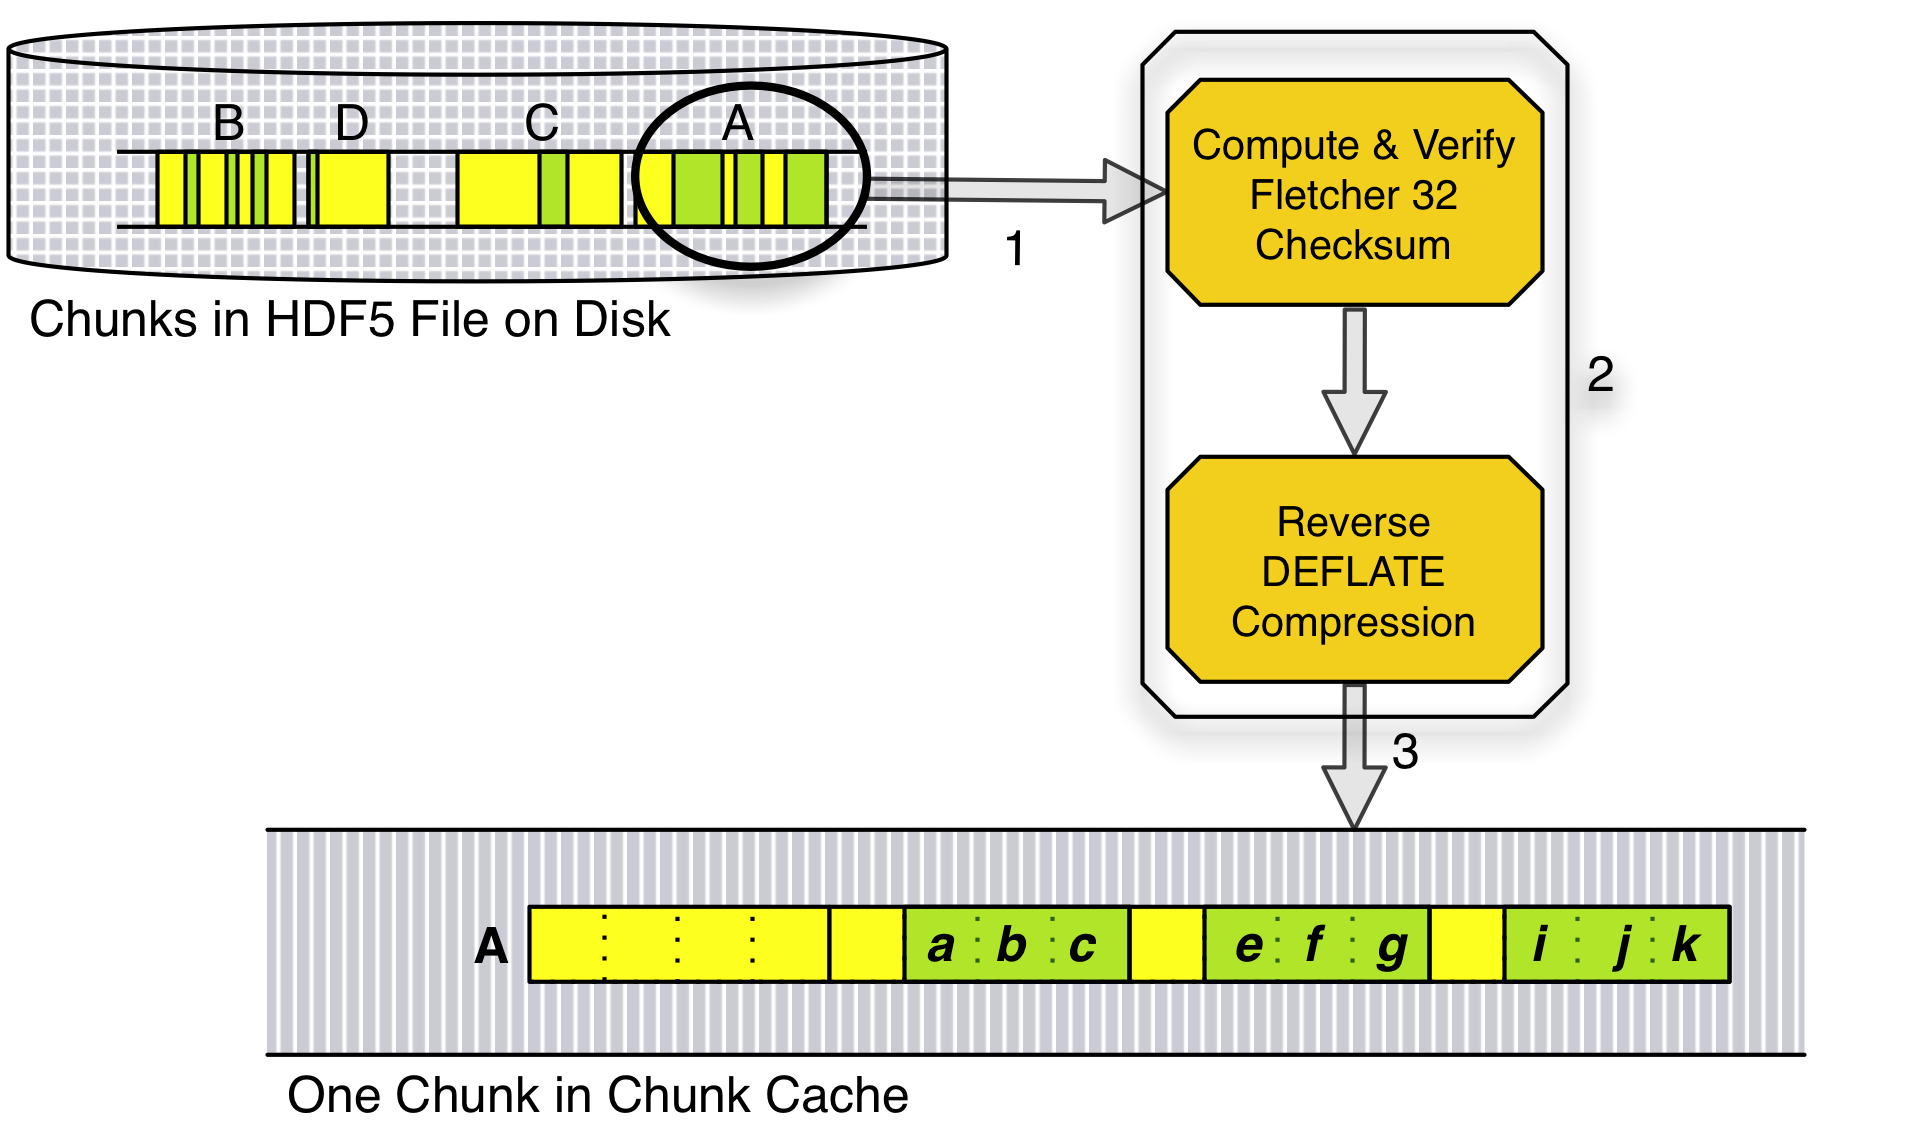 B D C A
Chunks in HDF5 File on Disk
1
Compute & Verify
Fletcher 32
Checksum
2
Reverse
DEFLATE
Compression
3
A a b c e f g i j k
One Chunk in Chunk Cache